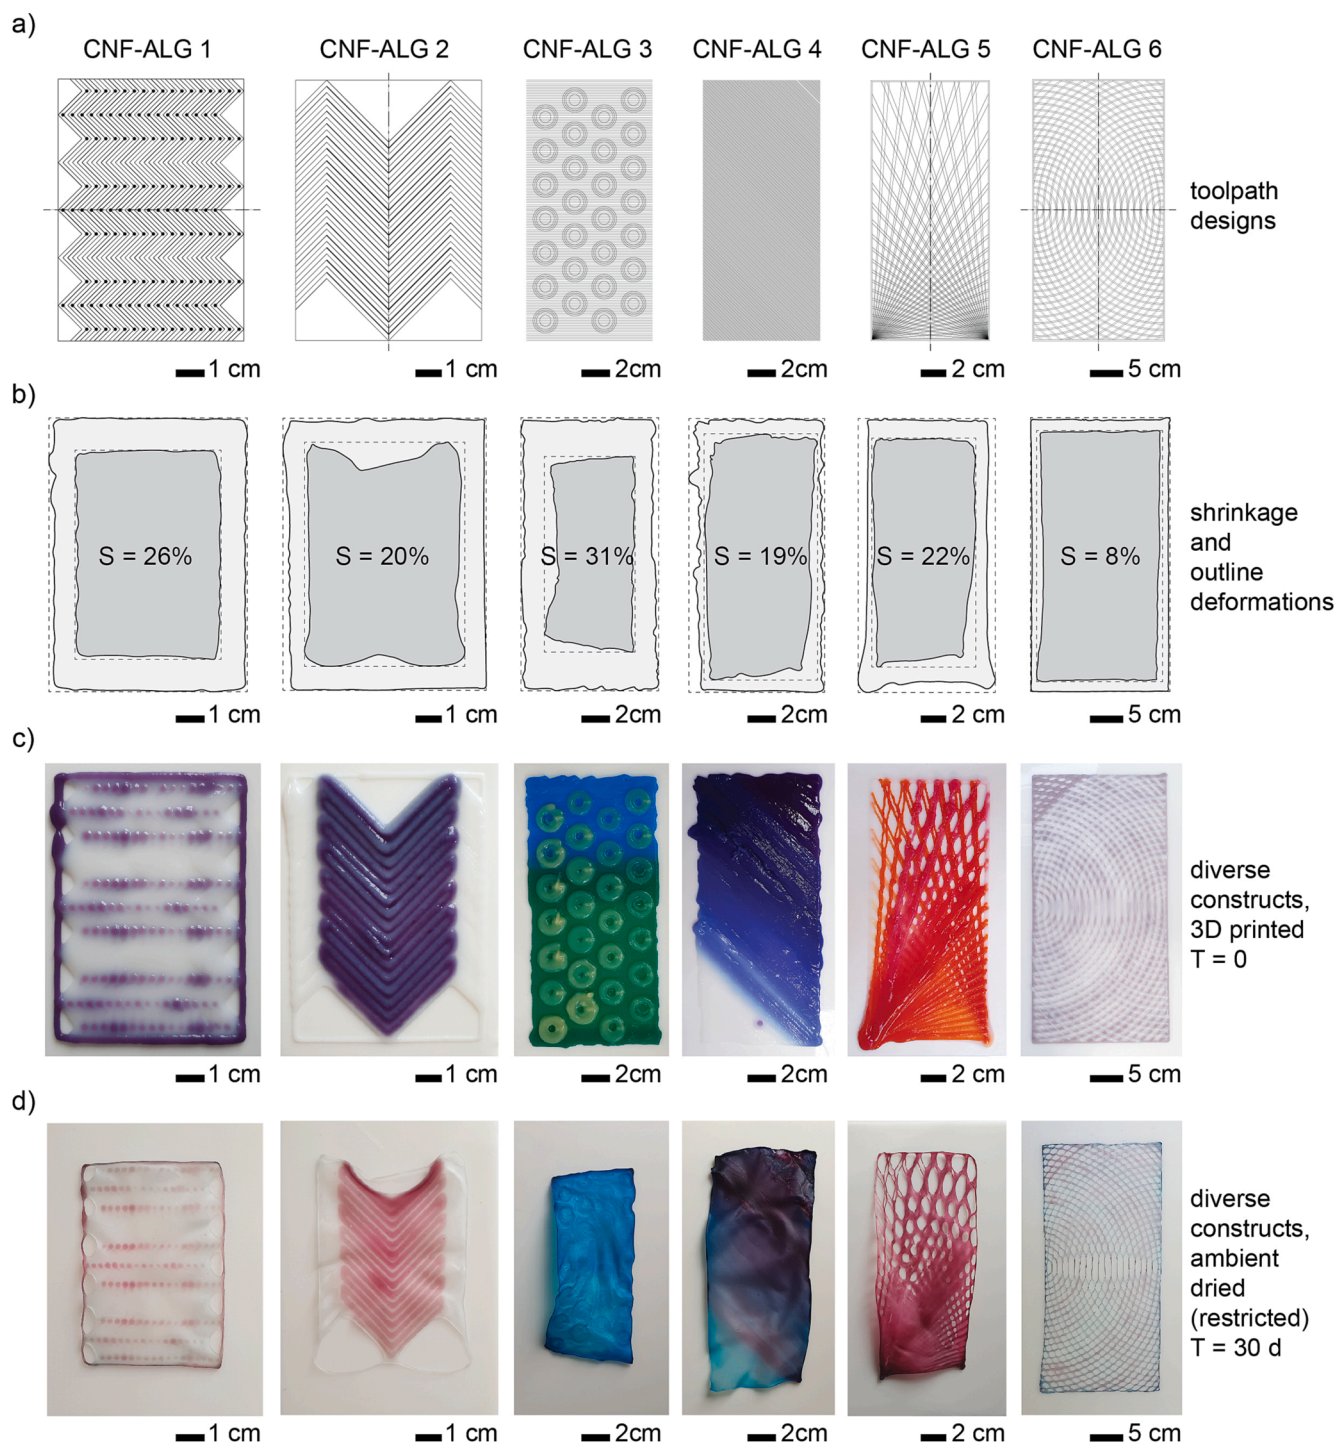 a)
CNF-ALG 1
CNF-ALG 2
CNF-ALG 3
CNF-ALG 4
CNF-ALG 5
CNF-ALG 6
toolpath
designs
1 cm
1 cm
2cm
2cm
2 cm
5 cm
b)
S = 26%
S = 20%
S = 31%
S = 19%
S = 22%
S = 8%
shrinkage
and
outline
deformations
1 cm
1 cm
2cm
2cm
2 cm
5 cm
c)
diverse
constructs,
3D printed
T = 0
1 cm
1 cm
2cm
2cm
2 cm
5 cm
d)
diverse
constructs,
ambient
dried
(restricted)
T = 30 d
1 cm
1 cm
2cm
2cm
2 cm
5 cm